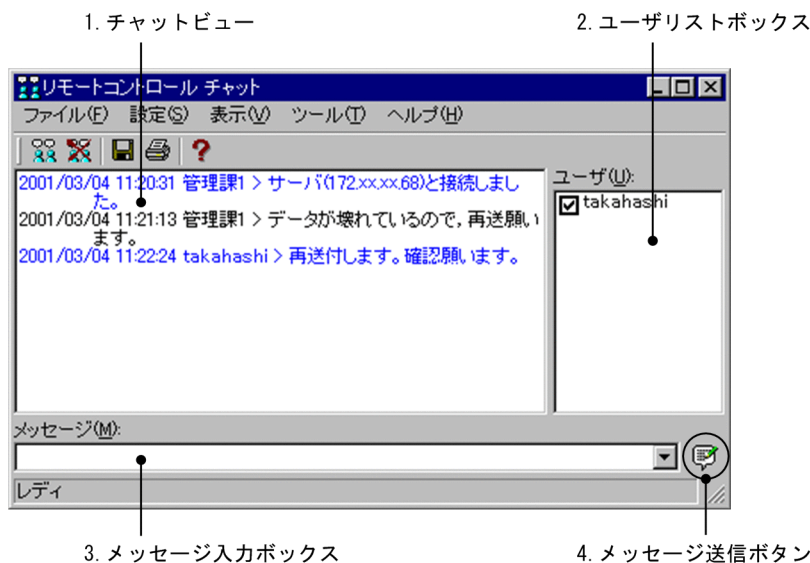 1. チャットビュー
2. ユーザリストボックス
リモートコントロール チャット
ファイル(F) 設定(S) 表示(V) ツール(T) ヘルプ(H)
2001/03/04 11:20:31 管理課1 > サーバ(172.xx.xx.68)と接続しまし
た。
2001/03/04 11:21:13 管理課1 > データが壊れているので, 再送願い
ます。
2001/03/04 11:22:24 takahashi > 再送付します。確認願います。
ユーザ(U):
takahashi
メッセージ(M):
レディ
3. メッセージ入力ボックス
4. メッセージ送信ボタン